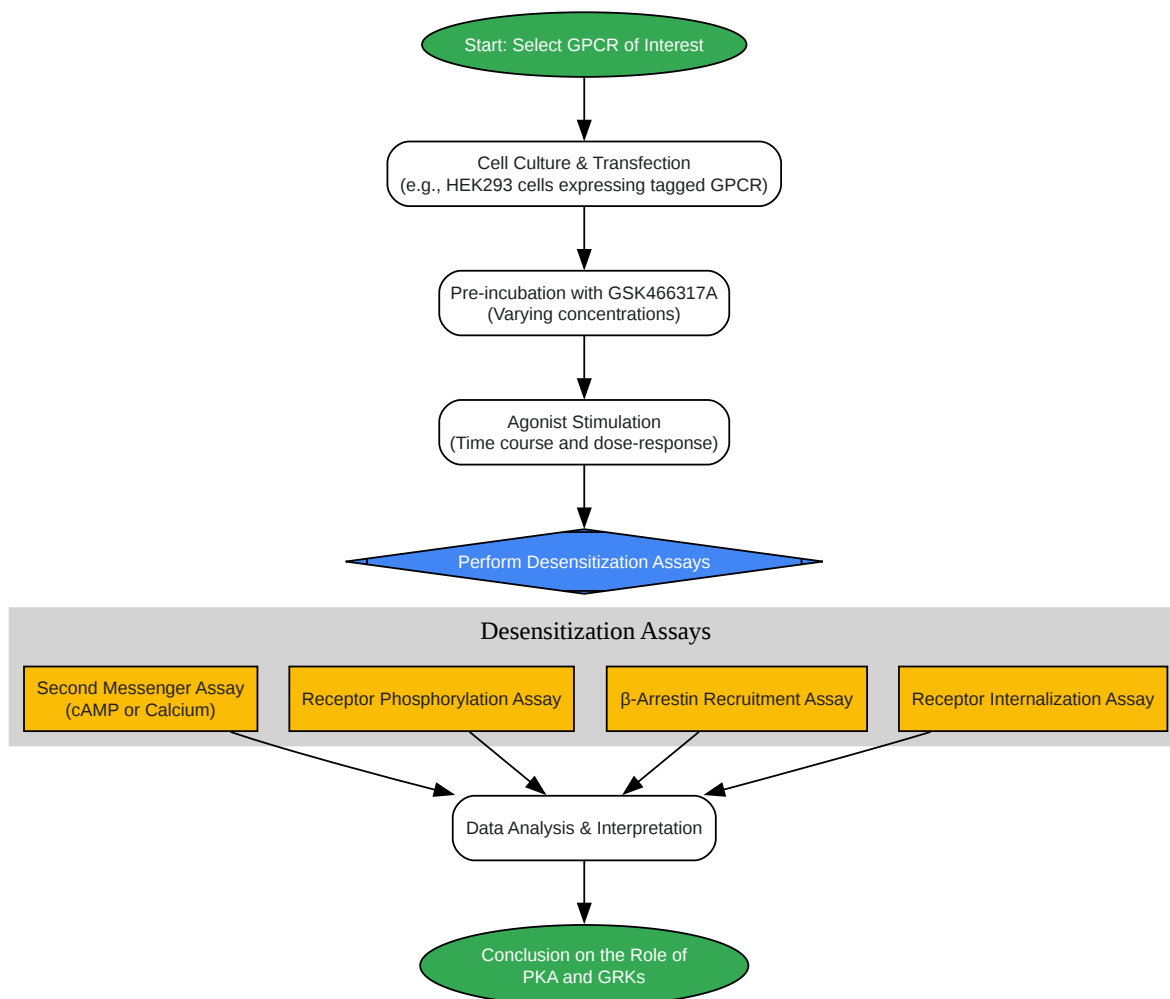 Start: Select GPCR of Interest
Cell Culture & Transfection
(e.g., HEK293 cells expressing tagged GPCR)
Pre-incubation with GSK466317A
(Varying concentrations)
Agonist Stimulation
(Time course and dose-response)
Perform Desensitization Assays
Desensitization Assays
Second Messenger Assay
(cAMP or Calcium)
Receptor Phosphorylation Assay
β-Arrestin Recruitment Assay
Receptor Internalization Assay
Data Analysis & Interpretation
Conclusion on the Role of
PKA and GRKs